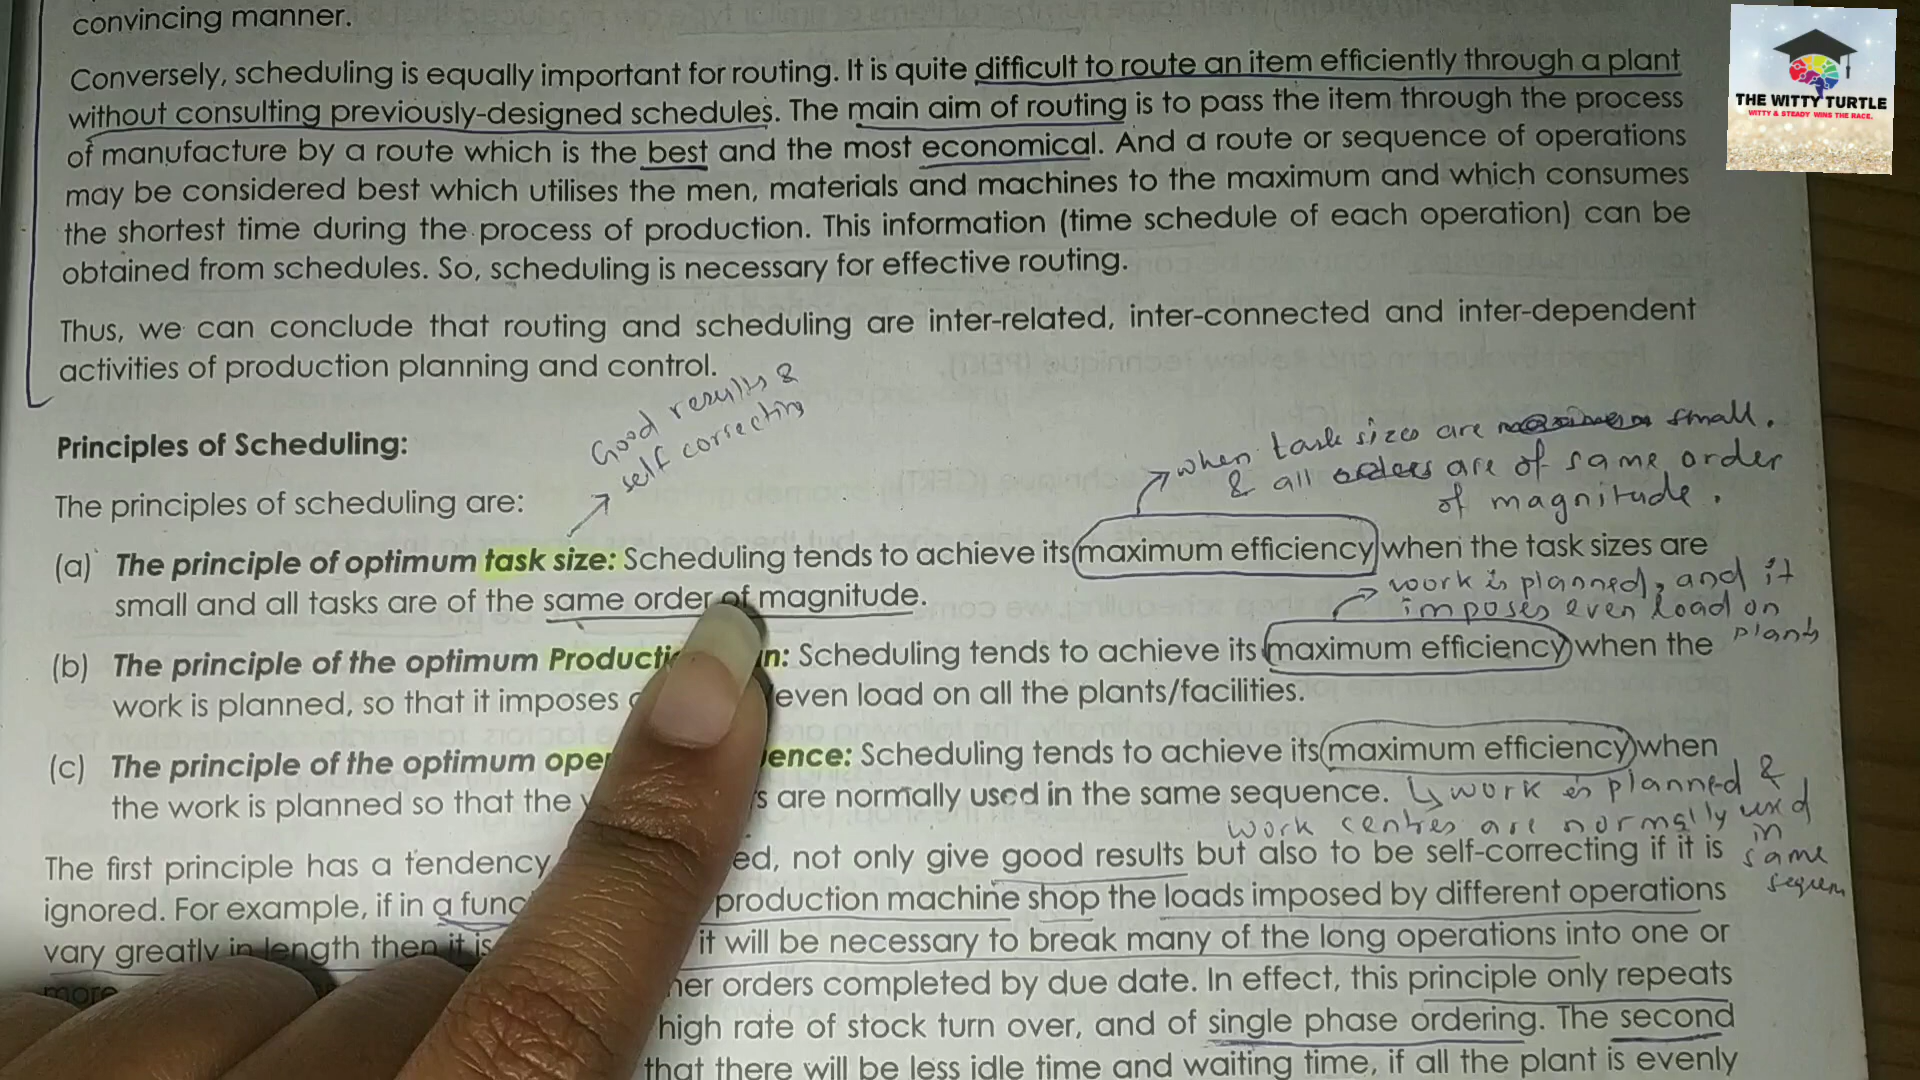 convincing manner.
THE WITTY TURTLE
WITTY & STEADY WINS THE RACE.
Conversely, scheduling is equally important for routing. It is quite difficult to route an item efficiently through a plant
without consulting previously-designed schedules. The main aim of routing is to pass the item through the process
of manufacture by a route which is the best and the most economical. And a route or sequence of operations
may be considered best which utilises the men, materials and machines to the maximum and which consumes
the shortest time during the process of production. This information (time schedule of each operation) can be
obtained from schedules. So, scheduling is necessary for effective routing.
Thus, we can conclude that routing and scheduling are inter-related, inter-connected and inter-dependent
activities of production planning and control.
Good results &
self correcting
Principles of Scheduling:
when task sizes are small.
& all orders are of same order
of magnitude.
The principles of scheduling are:
(a) The principle of optimum task size: Scheduling tends to achieve its maximum efficiency when the task sizes are
small and all tasks are of the same order of magnitude.
work is planned, and it
imposes even load on
plants
(b) The principle of the optimum Producti n: Scheduling tends to achieve its maximum efficiency when the
work is planned, so that it imposes even load on all the plants/facilities.
(c) The principle of the optimum ope ence: Scheduling tends to achieve its maximum efficiency when
the work is planned so that the s are normally used in the same sequence.
work is planned &
work centres are normally used
in
same
sequen
The first principle has a tendency ed, not only give good results but also to be self-correcting if it is
ignored. For example, if in a func production machine shop the loads imposed by different operations
vary greatly in length then it is it will be necessary to break many of the long operations into one or
more her orders completed by due date. In effect, this principle only repeats
high rate of stock turn over, and of single phase ordering. The second
that there will be less idle time and waiting time, if all the plant is evenly